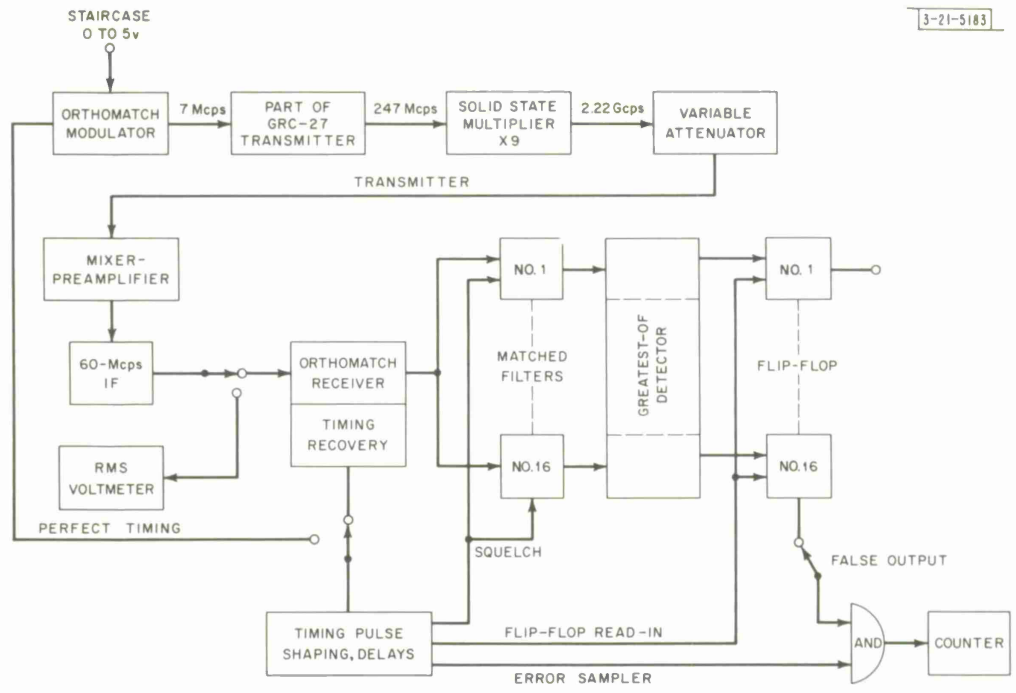 STAIRCASE
0 TO 5v
3-21-5183
ORTHOMATCH
MODULATOR
7 Mcps
PART OF
GRC-27
TRANSMITTER
247 Mcps
SOLID STATE
MULTIPLIER
X9
2.22 Gcps
VARIABLE
ATTENUATOR
TRANSMITTER
MIXER-
PREAMPLIFIER
60-Mcps
IF
ORTHOMATCH
RECEIVER
TIMING
RECOVERY
RMS
VOLTMETER
PERFECT TIMING
NO. 1
MATCHED
FILTERS
NO. 16
SQUELCH
GREATEST-OF
DETECTOR
NO. 1
FLIP-FLOP
NO. 16
FALSE OUTPUT
TIMING PULSE
SHAPING, DELAYS
FLIP-FLOP READ-IN
ERROR SAMPLER
AND
COUNTER